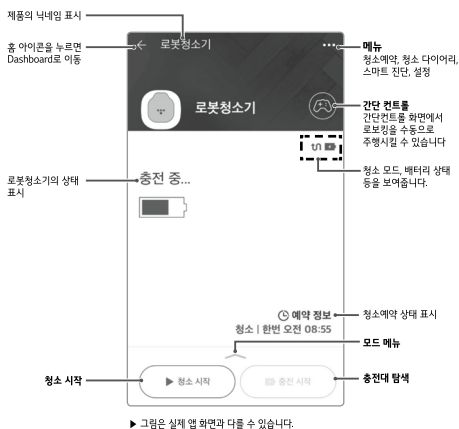 제품의 닉네임 표시
홈 아이콘을 누르면
Dashboard로 이동
로봇청소기
메뉴
청소예약, 청소 다이어리,
스마트 진단, 설정
로봇청소기
간단 컨트롤
간단컨트롤 화면에서
로보킹을 수동으로
주행시킬 수 있습니다
청소 모드, 배터리 상태
등을 보여줍니다.
로봇청소기의 상태
표시
충전 중...
예약 정보
청소 | 한번 오전 08:55
청소예약 상태 표시
모드 메뉴
청소 시작
▶ 청소 시작
충전 시작
충전대 탐색
▶ 그림은 실제 앱 화면과 다를 수 있습니다.